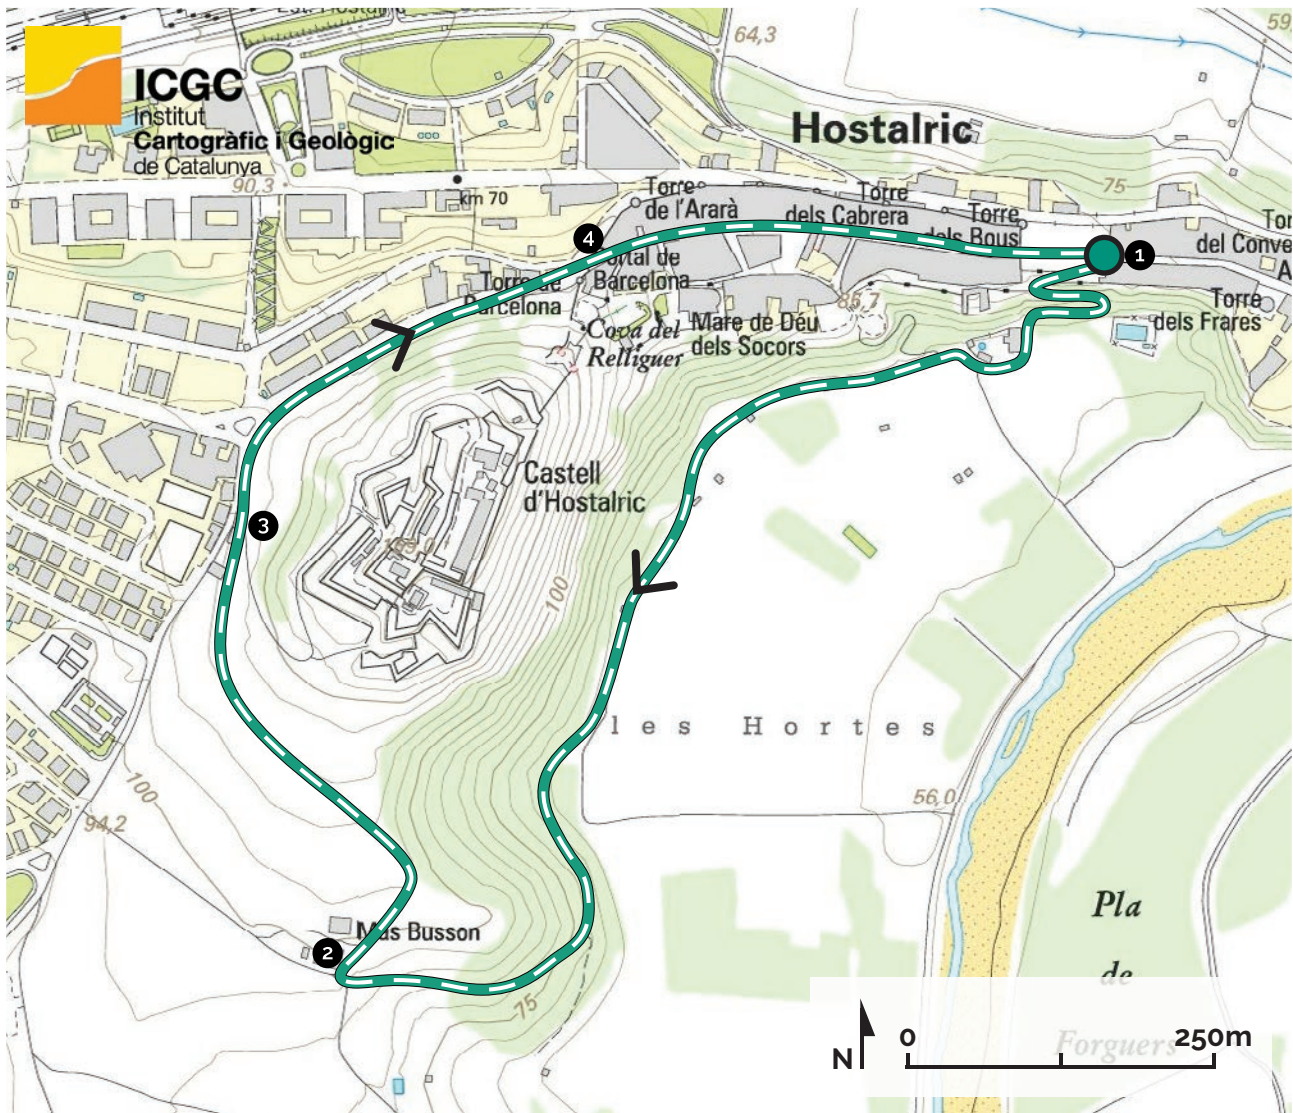 64,3
59,
ICGC
Institut
Cartogràfic i Geològic
de Catalunya
Hostalric
90,3
km 70
75
Torre
de l'Ararà
Torre
dels Cabrera
Torre
dels Bous
Tor
del Conve
A
4
1
Portal de
Barcelona
Torre de
Barcelona
85,7
Torre
dels Frares
Cova del
Relliguer
Mare de Déu
dels Socors
Castell
d'Hostalric
3
100
les Hortes
56,0
100
94,2
Mas Busson
2
75
Pla
de
Forguers
N
0
250m